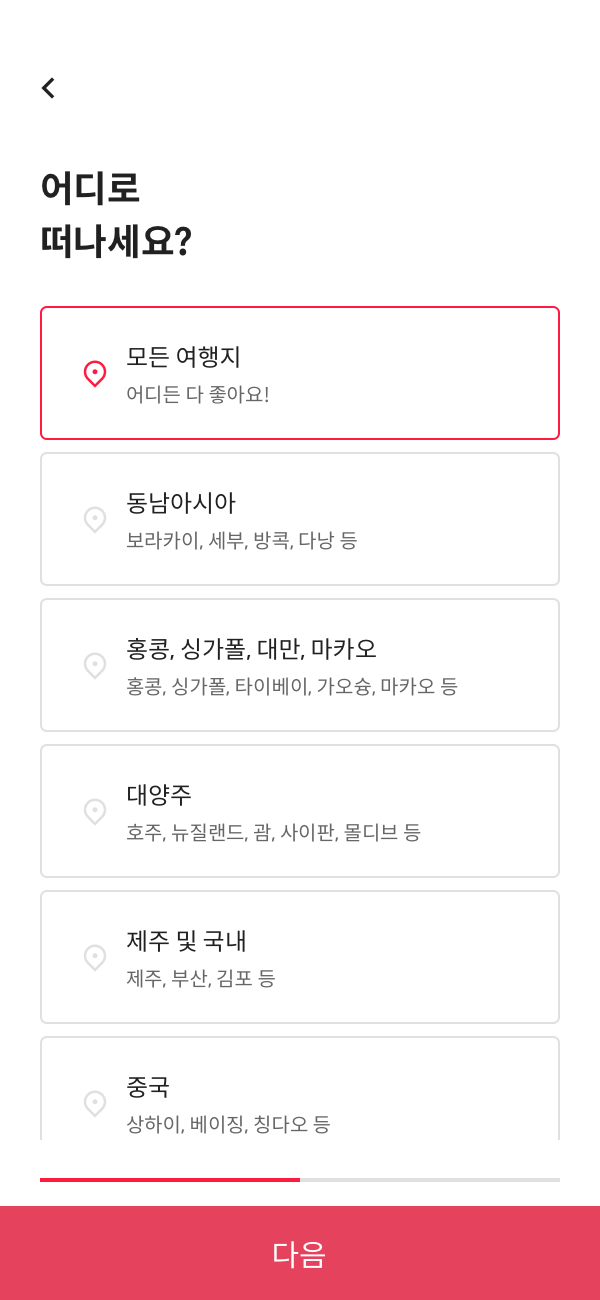 어디로
떠나세요?
모든 여행지
어디든 다 좋아요!
동남아시아
보라카이, 세부, 방콕, 다낭 등
홍콩, 싱가폴, 대만, 마카오
홍콩, 싱가폴, 타이베이, 가오슝, 마카오 등
대양주
호주, 뉴질랜드, 괌, 사이판, 몰디브 등
제주 및 국내
제주, 부산, 김포 등
중국
상하이, 베이징, 칭다오 등
다음